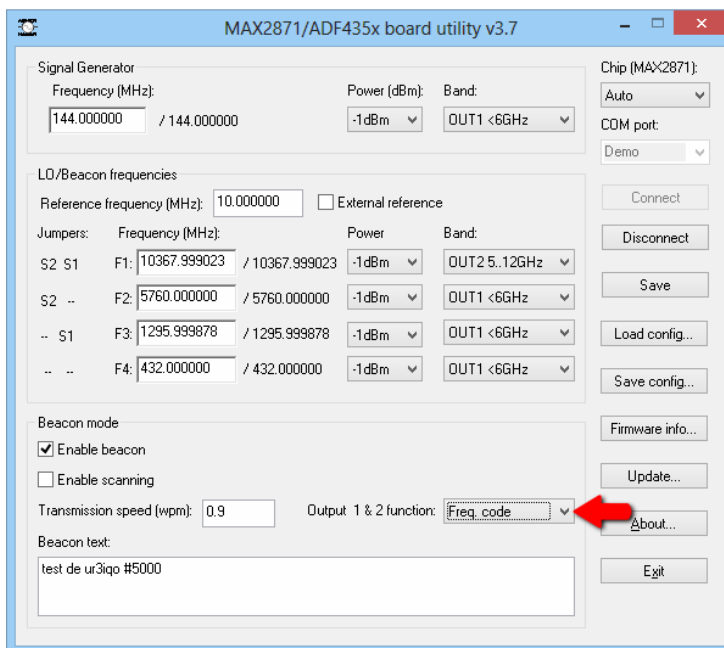 MAX2871/ADF435x board utility v3.7
Signal Generator
Frequency (MHz): Power (dBm): Band:
144.000000 / 144.000000 -1dBm OUT1 <6GHz
LO/Beacon frequencies
Reference frequency (MHz): 10.000000 External reference
Jumpers: Frequency (MHz): Power Band:
S2 S1 F1: 10367.999023 / 10367.999023 -1dBm OUT2 5..12GHz
S2 -- F2: 5760.000000 / 5760.000000 -1dBm OUT1 <6GHz
-- S1 F3: 1295.999878 / 1295.999878 -1dBm OUT1 <6GHz
-- -- F4: 432.000000 / 432.000000 -1dBm OUT1 <6GHz
Beacon mode
Enable beacon
Enable scanning
Transmission speed (wpm): 0.9 Output 1 & 2 function: Freq. code
Beacon text:
test de ur3iqo #5000
Chip (MAX2871):
Auto
COM port:
Demo
Connect
Disconnect
Save
Load config...
Save config...
Firmware info...
Update...
About...
Exit